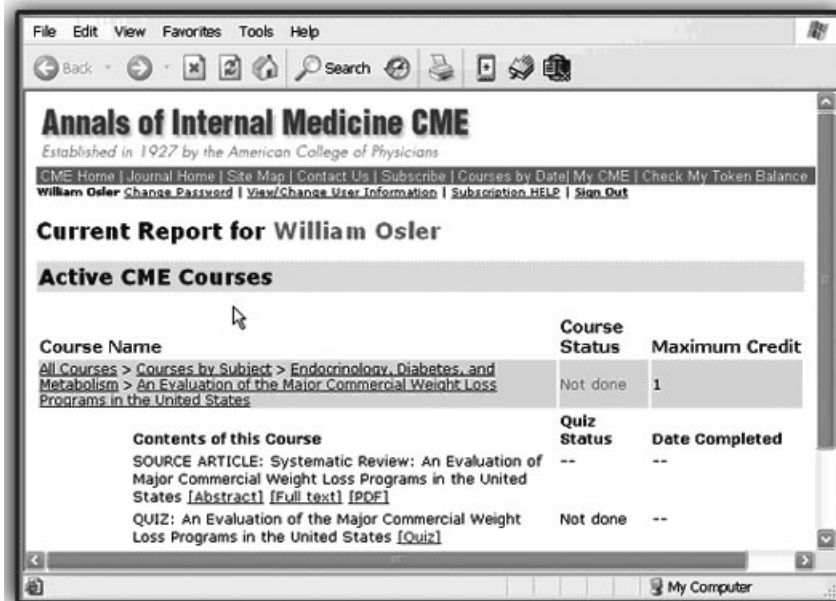 File Edit View Favorites Tools Help
Back Search
Annals of Internal Medicine CME
Established in 1927 by the American College of Physicians
CME Home | Journal Home | Site Map | Contact Us | Subscribe | Courses by Date| My CME | Check My Token Balance
William Osler Change Password | View/Change User Information | Subscription HELP | Sign Out
Current Report for William Osler
Active CME Courses
Course Name Course Status Maximum Credit
All Courses > Courses by Subject > Endocrinology, Diabetes, and
Metabolism > An Evaluation of the Major Commercial Weight Loss Not done 1
Programs in the United States
Contents of this Course Quiz Status Date Completed
SOURCE ARTICLE: Systematic Review: An Evaluation of -- --
Major Commercial Weight Loss Programs in the United
States [Abstract] [Full text] [PDF]
QUIZ: An Evaluation of the Major Commercial Weight Not done --
Loss Programs in the United States [Quiz]
My Computer